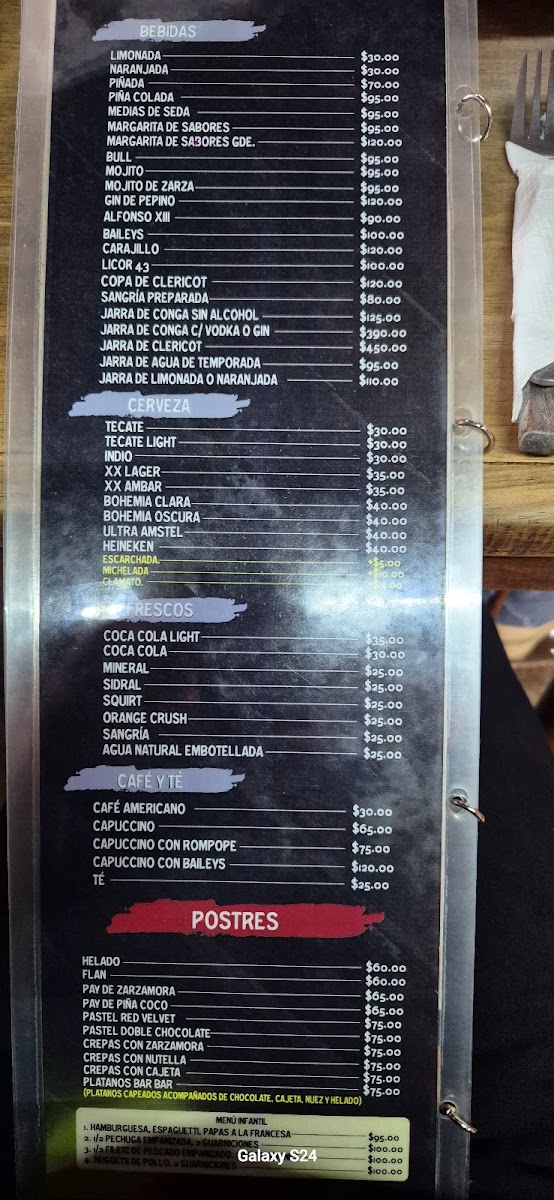 BEBIDAS
LIMONADA $30.00
NARANJADA $30.00
PIÑADA $70.00
PIÑA COLADA $95.00
MEDIAS DE SEDA $95.00
MARGARITA DE SABORES $95.00
MARGARITA DE SABORES GDE. $120.00
BULL $95.00
MOJITO $95.00
MOJITO DE ZARZA $95.00
GIN DE PEPINO $120.00
ALFONSO XIII $90.00
BAILEYS $100.00
CARAJILLO $120.00
LICOR 43 $100.00
COPA DE CLERICOT $120.00
SANGRÍA PREPARADA $80.00
JARRA DE CONGA SIN ALCOHOL $125.00
JARRA DE CONGA C/ VODKA O GIN $390.00
JARRA DE CLERICOT $450.00
JARRA DE AGUA DE TEMPORADA $95.00
JARRA DE LIMONADA O NARANJADA $110.00
CERVEZA
TECATE $30.00
TECATE LIGHT $30.00
INDIO $30.00
XX LAGER $35.00
XX AMBAR $35.00
BOHEMIA CLARA $40.00
BOHEMIA OSCURA $40.00
ULTRA AMSTEL $40.00
HEINEKEN $40.00
ESCARCHADA. +$5.00
MICHELADA +$10.00
CLAMATO.
FRESCOS
COCA COLA LIGHT $35.00
COCA COLA $30.00
MINERAL $25.00
SIDRAL $25.00
SQUIRT $25.00
ORANGE CRUSH $25.00
SANGRÍA $25.00
AGUA NATURAL EMBOTELLADA $25.00
CAFÉ Y TÉ
CAFÉ AMERICANO $30.00
CAPUCCINO $65.00
CAPUCCINO CON ROMPOPE $75.00
CAPUCCINO CON BAILEYS $120.00
TÉ $25.00
POSTRES
HELADO $60.00
FLAN $60.00
PAY DE ZARZAMORA $65.00
PAY DE PIÑA COCO $65.00
PASTEL RED VELVET $75.00
PASTEL DOBLE CHOCOLATE $75.00
CREPAS CON ZARZAMORA $75.00
CREPAS CON NUTELLA $75.00
CREPAS CON CAJETA $75.00
PLATANOS BAR BAR $75.00
(PLATANOS CAPEADOS ACOMPAÑADOS DE CHOCOLATE, CAJETA, NUEZ Y HELADO)
MENÚ INFANTIL
1. HAMBURGUESA, ESPAGUETTI, PAPAS A LA FRANCESA $95.00
2. 1/2 PECHUGA EMPANIZADA, 2 GUARNICIONES $100.00
3. 1/2 FILETE DE PESCADO EMPANIZADO, $100.00
4. NUGGETS DE POLLO, 2 GUARNICIONES $100.00
Galaxy S24